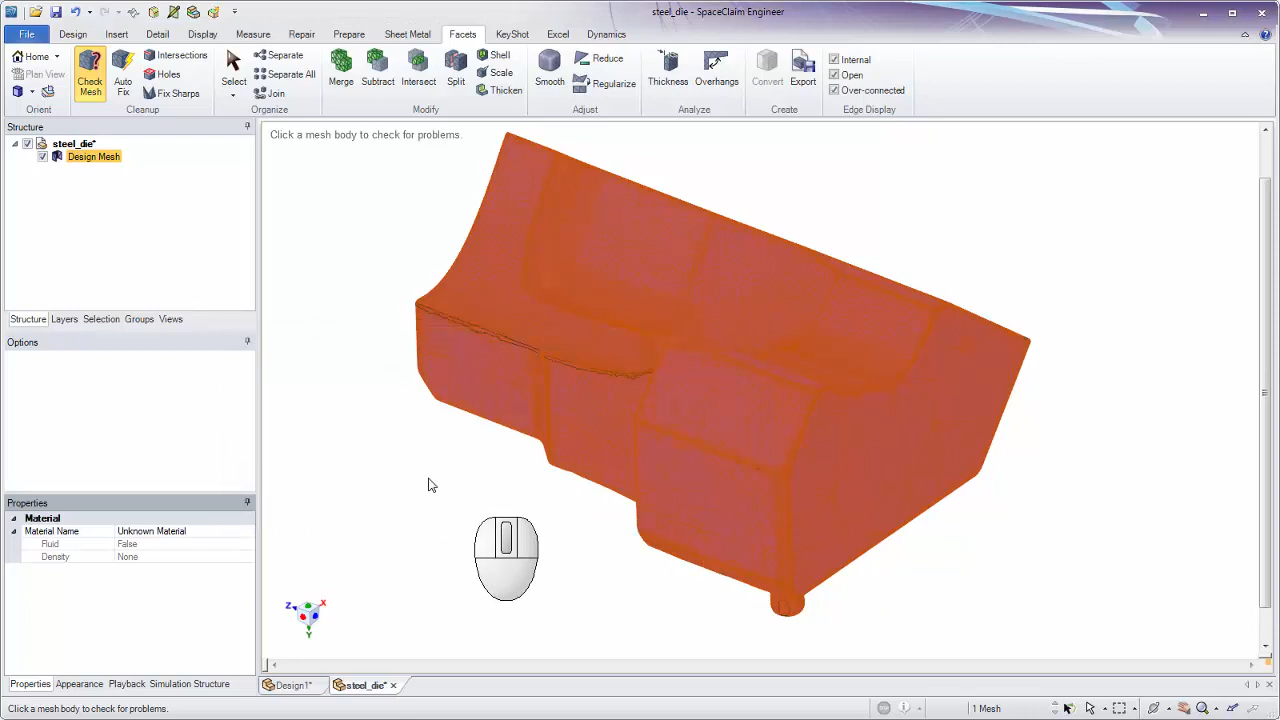 steel_die* - SpaceClaim Engineer
File Design Insert Detail Display Measure Repair Prepare Sheet Metal Facets KeyShot Excel Dynamics
Home
Plan View
Orient
Check Mesh
Auto Fix
Intersections
Holes
Fix Sharps
Cleanup
Select
Separate
Separate All
Join
Organize
Merge
Subtract
Intersect
Split
Shell
Scale
Thicken
Modify
Smooth
Reduce
Regularize
Adjust
Thickness
Overhangs
Analyze
Convert
Export
Create
Internal
Open
Over-connected
Edge Display
Structure
steel_die*
Design Mesh
Structure Layers Selection Groups Views
Options
Properties
Material
Material Name Unknown Material
Fluid False
Density None
Properties Appearance Playback Simulation Structure
Click a mesh body to check for problems.
Z X
Y
Design1* steel_die*
Click a mesh body to check for problems. 1 Mesh